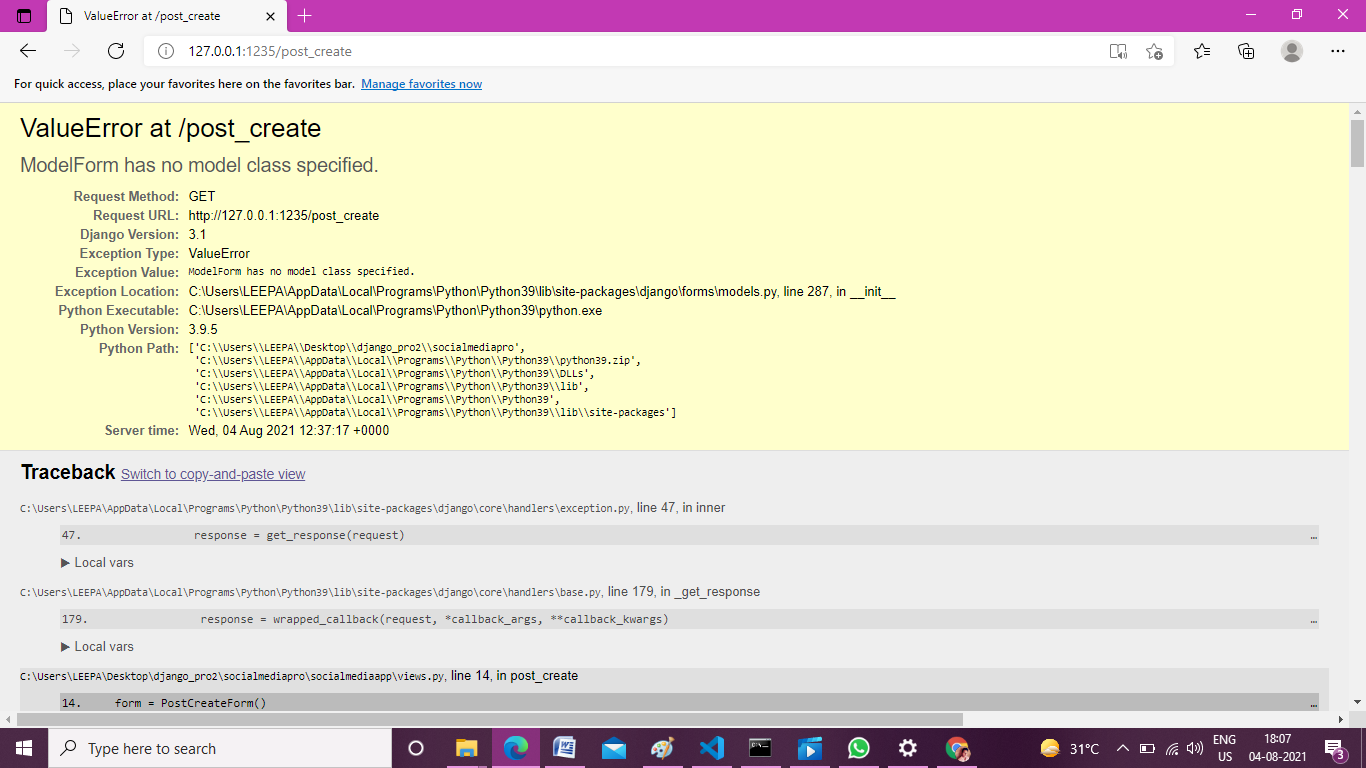 ValueError at /post_create
127.0.0.1:1235/post_create
For quick access, place your favorites here on the favorites bar. Manage favorites now
ValueError at /post_create
ModelForm has no model class specified.
Request Method: GET
Request URL: http://127.0.0.1:1235/post_create
Django Version: 3.1
Exception Type: ValueError
Exception Value: ModelForm has no model class specified.
Exception Location: C:\Users\LEEPA\AppData\Local\Programs\Python\Python39\lib\site-packages\django\forms\models.py, line 287, in __init__
Python Executable: C:\Users\LEEPA\AppData\Local\Programs\Python\Python39\python.exe
Python Version: 3.9.5
Python Path: ['C:\\Users\\LEEPA\\Desktop\\django_pro2\\socialmediapro',
'C:\\Users\\LEEPA\\AppData\\Local\\Programs\\Python\\Python39\\python39.zip',
'C:\\Users\\LEEPA\\AppData\\Local\\Programs\\Python\\Python39\\DLLs',
'C:\\Users\\LEEPA\\AppData\\Local\\Programs\\Python\\Python39\\lib',
'C:\\Users\\LEEPA\\AppData\\Local\\Programs\\Python\\Python39',
'C:\\Users\\LEEPA\\AppData\\Local\\Programs\\Python\\Python39\\lib\\site-packages']
Server time: Wed, 04 Aug 2021 12:37:17 +0000
Traceback Switch to copy-and-paste view
C:\Users\LEEPA\AppData\Local\Programs\Python\Python39\lib\site-packages\django\core\handlers\exception.py, line 47, in inner
47. response = get_response(request) …
▶ Local vars
C:\Users\LEEPA\AppData\Local\Programs\Python\Python39\lib\site-packages\django\core\handlers\base.py, line 179, in _get_response
179. response = wrapped_callback(request, *callback_args, **callback_kwargs) …
▶ Local vars
C:\Users\LEEPA\Desktop\django_pro2\socialmediapro\socialmediaapp\views.py, line 14, in post_create
14. form = PostCreateForm() …
Type here to search
31°C
ENG
US
18:07
04-08-2021
3